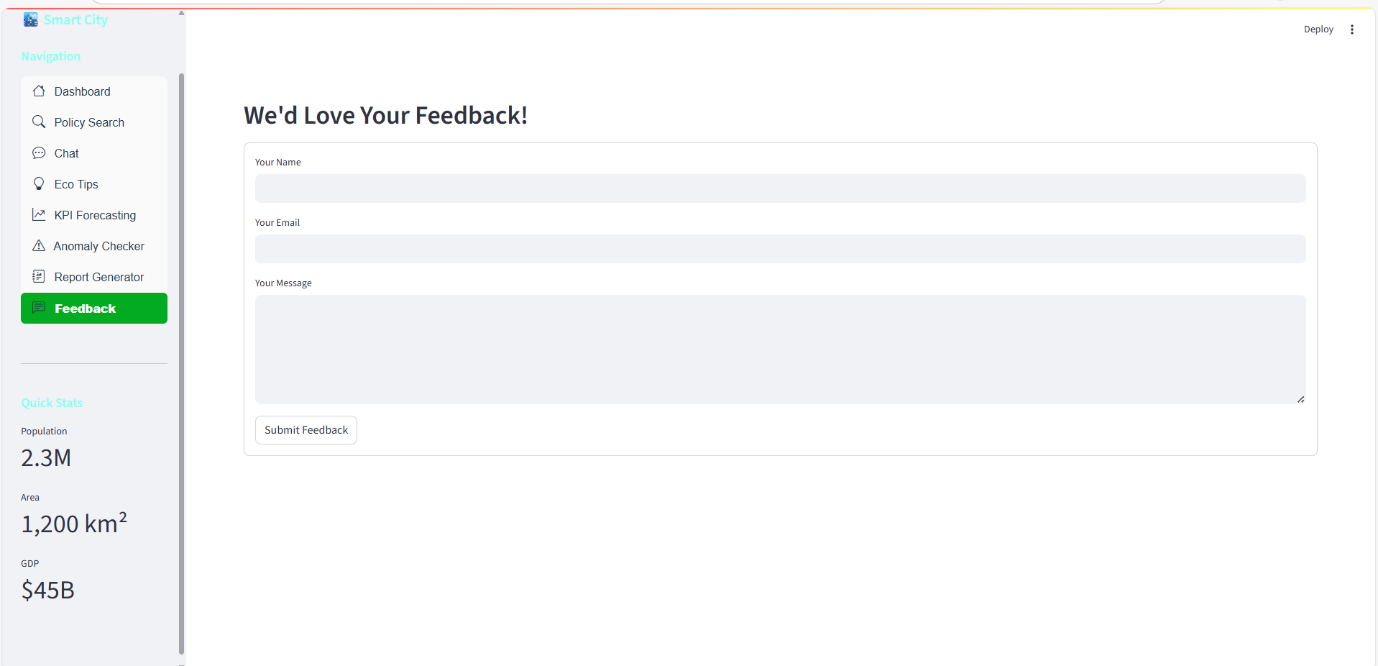 Smart City
Navigation
Dashboard
Policy Search
Chat
Eco Tips
KPI Forecasting
Anomaly Checker
Report Generator
Feedback
Quick Stats
Population
2.3M
Area
1,200 km²
GDP
$45B
Deploy
We'd Love Your Feedback!
Your Name
Your Email
Your Message
Submit Feedback